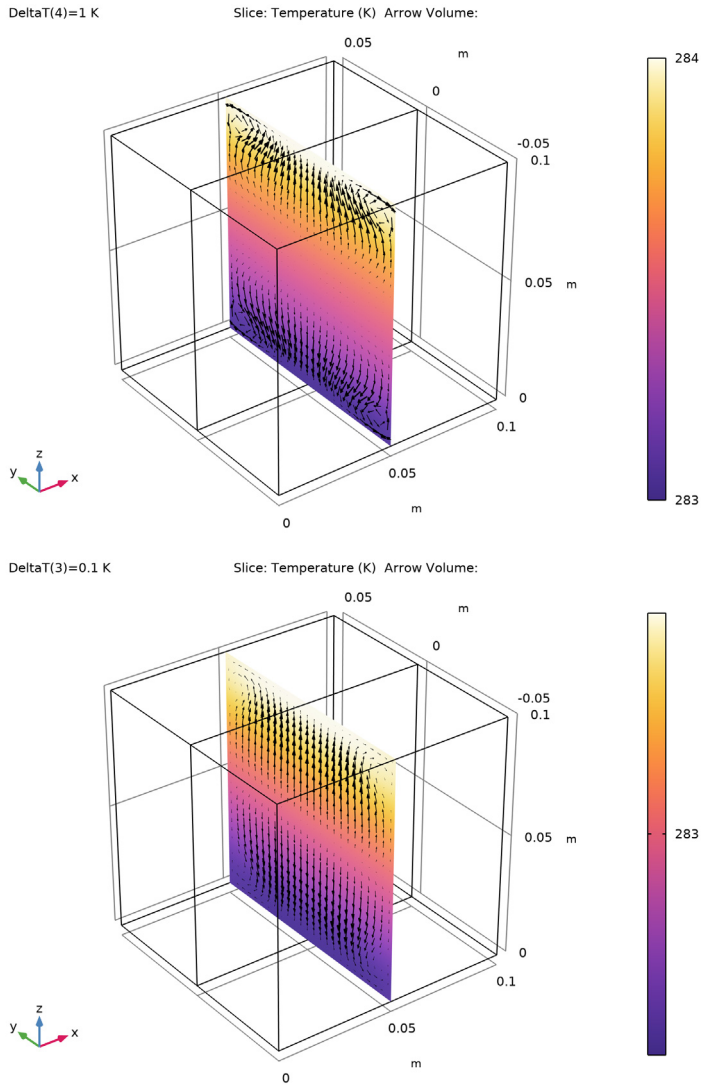 DeltaT(4)=1 K Slice: Temperature (K) Arrow Volume:
0.05
m
284
0
-0.05
0.1
0.05 m
0
0.1
z
y x
0.05
m
0
283
DeltaT(3)=0.1 K Slice: Temperature (K) Arrow Volume:
0.05
m
0
-0.05
0.1
0.05 m
283
0
0.1
z
y x
0.05
m
0